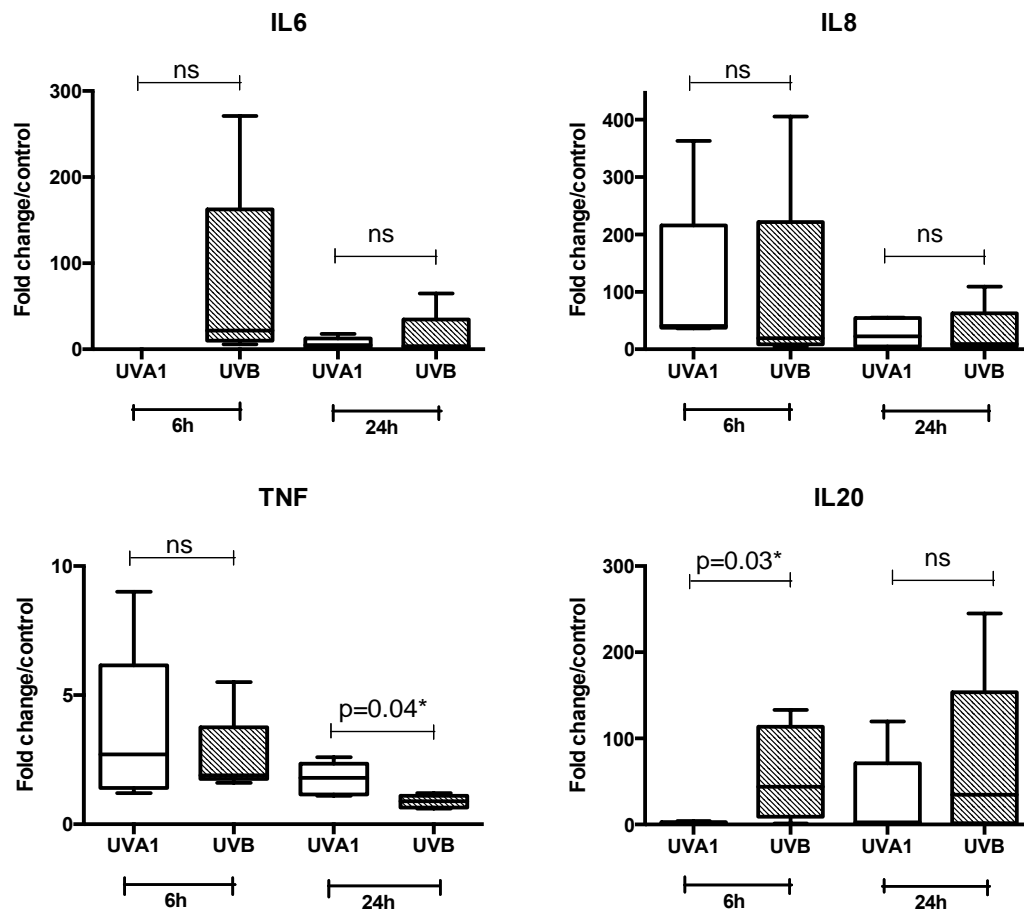 IL6
ns
300
200
100
0
Fold change/control
ns
UVA1 UVB UVA1 UVB
6h 24h
IL8
ns
400
300
200
100
0
Fold change/control
ns
UVA1 UVB UVA1 UVB
6h 24h
TNF
ns
10
5
0
Fold change/control
p=0.04*
UVA1 UVB UVA1 UVB
6h 24h
IL20
p=0.03*
ns
300
200
100
0
Fold change/control
UVA1 UVB UVA1 UVB
6h 24h